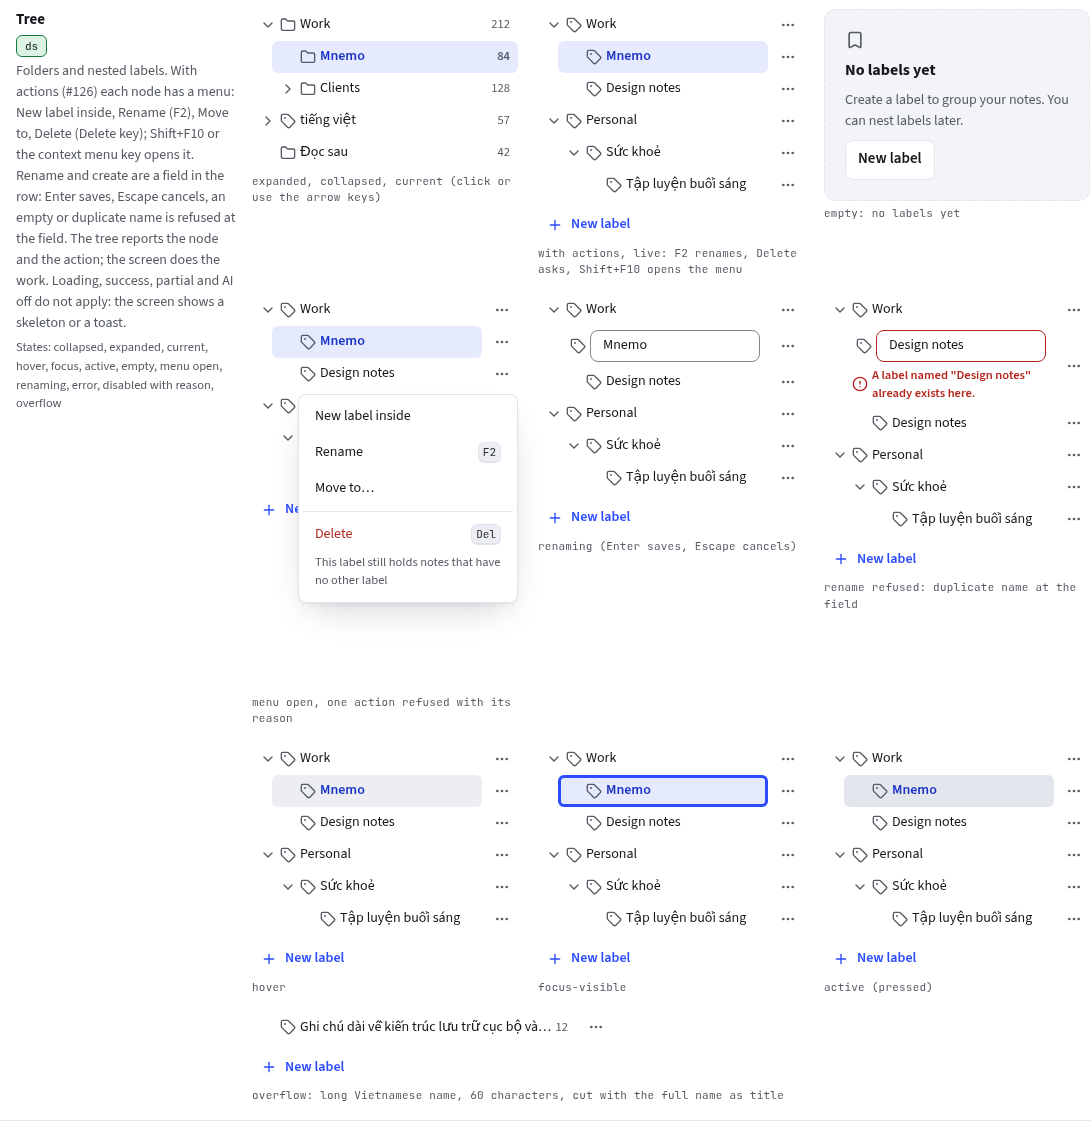 Tree
ds
Folders and nested labels. With
actions (#126) each node has a menu:
New label inside, Rename (F2), Move
to, Delete (Delete key); Shift+F10 or
the context menu key opens it.
Rename and create are a field in the
row: Enter saves, Escape cancels, an
empty or duplicate name is refused at
the field. The tree reports the node
and the action; the screen does the
work. Loading, success, partial and AI
off do not apply: the screen shows a
skeleton or a toast.
States: collapsed, expanded, current,
hover, focus, active, empty, menu open,
renaming, error, disabled with reason,
overflow
Work 212
Mnemo 84
Clients 128
tiếng việt 57
Đọc sau 42
expanded, collapsed, current (click or
use the arrow keys)
Work
Mnemo
Design notes
Personal
Sức khoẻ
Tập luyện buổi sáng
New label
with actions, live: F2 renames, Delete
asks, Shift+F10 opens the menu
No labels yet
Create a label to group your notes. You
can nest labels later.
New label
empty: no labels yet
Work
Mnemo
Design notes
New label inside
Rename F2
Move to…
Ne
Delete Del
This label still holds notes that have
no other label
menu open, one action refused with its
reason
Work
Mnemo
Design notes
Personal
Sức khoẻ
Tập luyện buổi sáng
New label
renaming (Enter saves, Escape cancels)
Work
Design notes
A label named "Design notes"
already exists here.
Design notes
Personal
Sức khoẻ
Tập luyện buổi sáng
New label
rename refused: duplicate name at the
field
Work
Mnemo
Design notes
Personal
Sức khoẻ
Tập luyện buổi sáng
New label
hover
Work
Mnemo
Design notes
Personal
Sức khoẻ
Tập luyện buổi sáng
New label
focus-visible
Work
Mnemo
Design notes
Personal
Sức khoẻ
Tập luyện buổi sáng
New label
active (pressed)
Ghi chú dài về kiến trúc lưu trữ cục bộ và… 12
New label
overflow: long Vietnamese name, 60 characters, cut with the full name as title